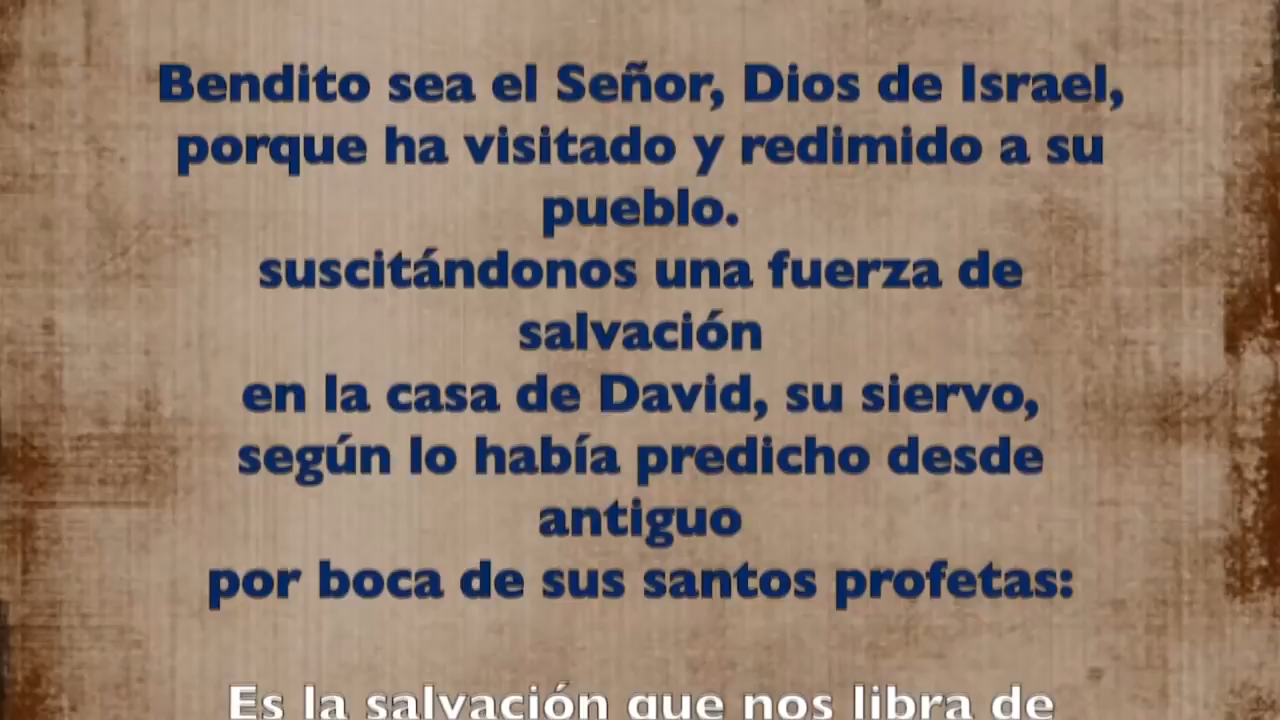 Bendito sea el Señor, Dios de Israel,
porque ha visitado y redimido a su
pueblo.
suscitándonos una fuerza de
salvación
en la casa de David, su siervo,
según lo había predicho desde
antiguo
por boca de sus santos profetas:
Es la salvación que nos libra de